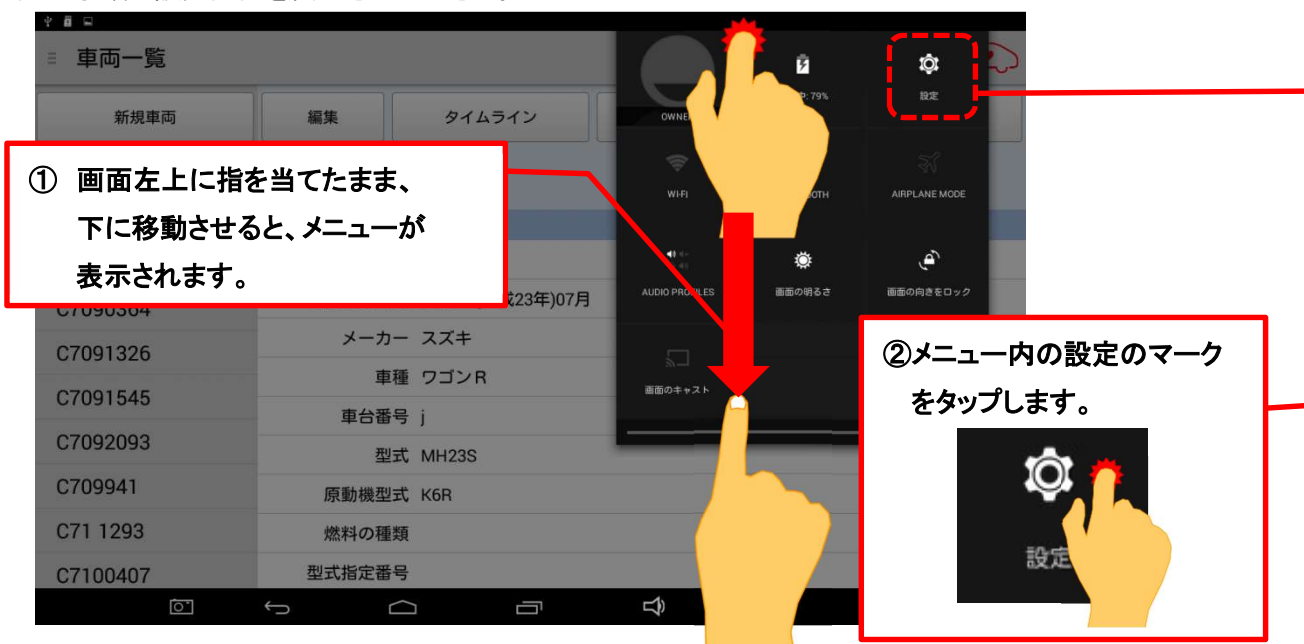 車両一覧
新規車両
編集
タイムライン
中: 79%
設定
WI-FI
AIRPLANE MODE
① 画面左上に指を当てたまま、
下に移動させると、メニューが
表示されます。
画面の明るさ
画面の向きをロック
画面のキャスト
C7090364
成23年)07月
C7091326
メーカー スズキ
C7091545
車種 ワゴンR
車台番号 j
C7092093
型式 MH23S
C709941
原動機型式 K6R
C71 1293
燃料の種類
C7100407
型式指定番号
②メニュー内の設定のマーク
をタップします。
設定